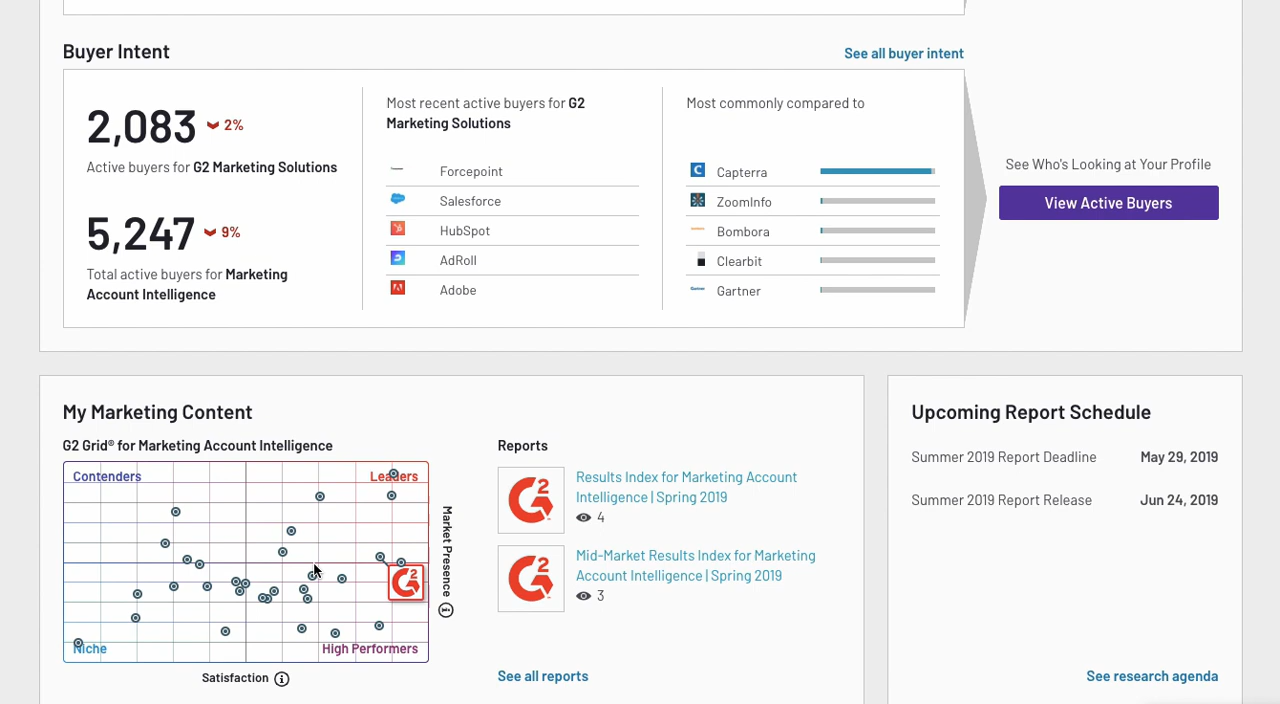 Buyer Intent
See all buyer intent
2,083 2%
Active buyers for G2 Marketing Solutions
5,247 9%
Total active buyers for Marketing
Account Intelligence
Most recent active buyers for G2
Marketing Solutions
Forcepoint
Salesforce
HubSpot
AdRoll
Adobe
Most commonly compared to
Capterra
ZoomInfo
Bombora
Clearbit
Gartner
See Who's Looking at Your Profile
View Active Buyers
My Marketing Content
G2 Grid® for Marketing Account Intelligence
Contenders
Leaders
Niche
High Performers
Market Presence
Satisfaction
Reports
Results Index for Marketing Account
Intelligence | Spring 2019
4
Mid-Market Results Index for Marketing
Account Intelligence | Spring 2019
3
See all reports
Upcoming Report Schedule
Summer 2019 Report Deadline May 29, 2019
Summer 2019 Report Release Jun 24, 2019
See research agenda